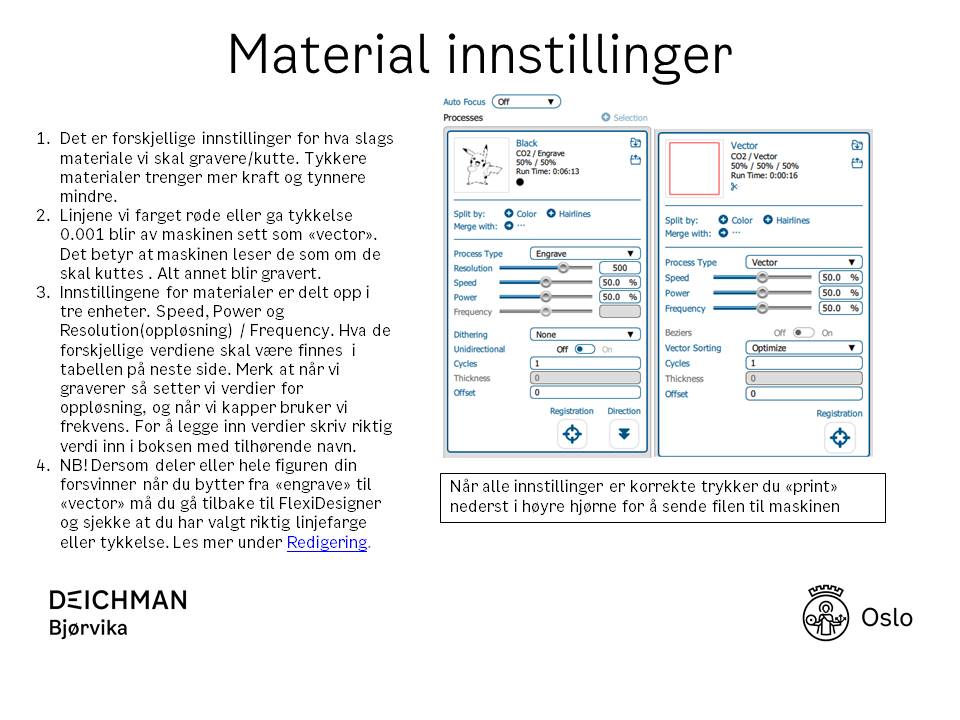 Material innstillinger
1. Det er forskjellige innstillinger for hva slags
materiale vi skal gravere/kutte. Tykkere
materialer trenger mer kraft og tynnere
mindre.
2. Linjene vi farget røde eller ga tykkelse
0.001 blir av maskinen sett som «vector».
Det betyr at maskinen leser de som om de
skal kuttes . Alt annet blir gravert.
3. Innstillingene for materialer er delt opp i
tre enheter. Speed, Power og
Resolution(oppløsning) / Frequency. Hva de
forskjellige verdiene skal være finnes i
tabellen på neste side. Merk at når vi
graverer så setter vi verdier for
oppløsning, og når vi kapper bruker vi
frekvens. For å legge inn verdier skriv riktig
verdi inn i boksen med tilhørende navn.
4. NB! Dersom deler eller hele figuren din
forsvinner når du bytter fra «engrave» til
«vector» må du gå tilbake til FlexiDesigner
og sjekke at du har valgt riktig linjefarge
eller tykkelse. Les mer under Redigering.
Auto Focus Off
Processes Selection
Black
CO2 / Engrave
50% / 50%
Run Time: 0:06:13
Split by: Color Hairlines
Merge with: ...
Process Type Engrave
Resolution 500
Speed 50.0 %
Power 50.0 %
Frequency
Dithering None
Unidirectional Off On
Cycles 1
Thickness 0
Offset 0
Registration Direction
Vector
CO2 / Vector
50% / 50% / 50%
Run Time: 0:00:16
Split by: Color Hairlines
Merge with: ...
Process Type Vector
Speed 50.0 %
Power 50.0 %
Frequency 50.0 %
Beziers Off On
Vector Sorting Optimize
Cycles 1
Thickness 0
Offset 0
Registration
Når alle innstillinger er korrekte trykker du «print»
nederst i høyre hjørne for å sende filen til maskinen
DEICHMAN
Bjørvika
Oslo